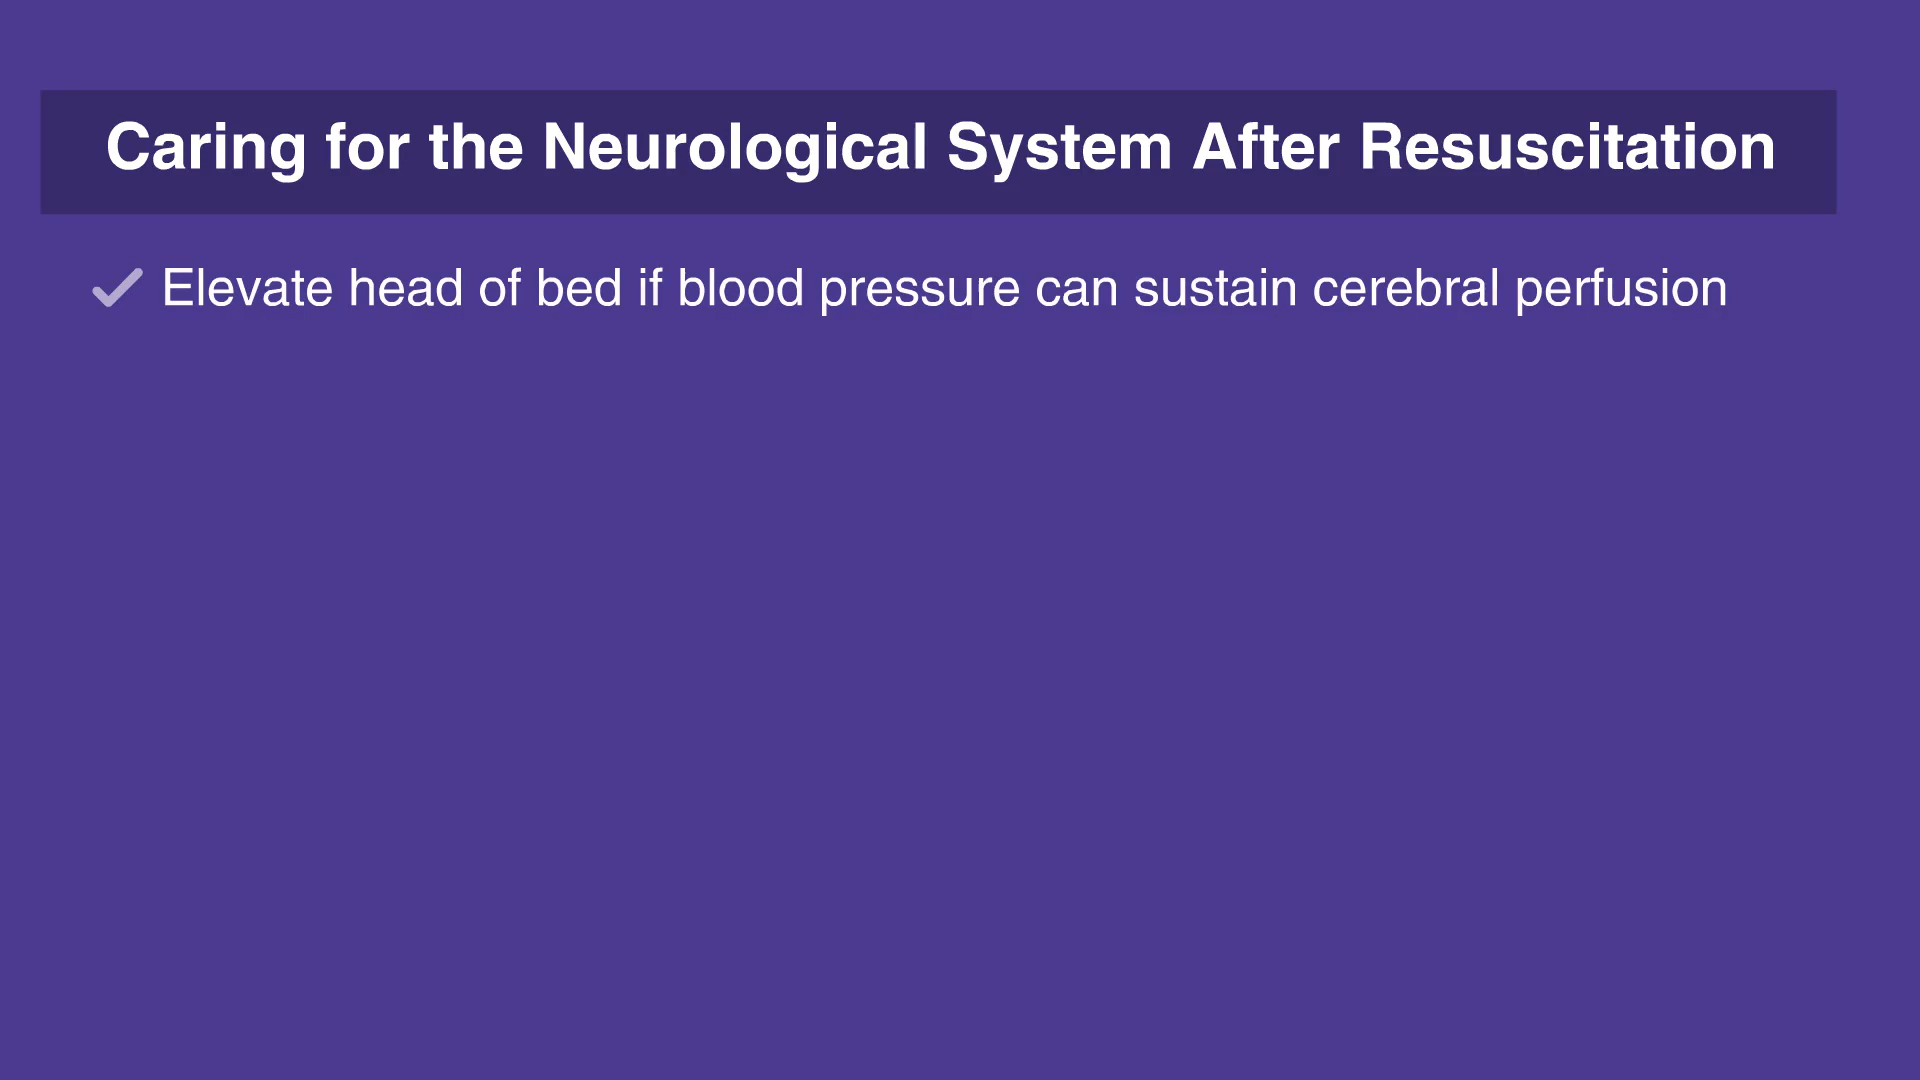 Caring for the Neurological System After Resuscitation
Elevate head of bed if blood pressure can sustain cerebral perfusion